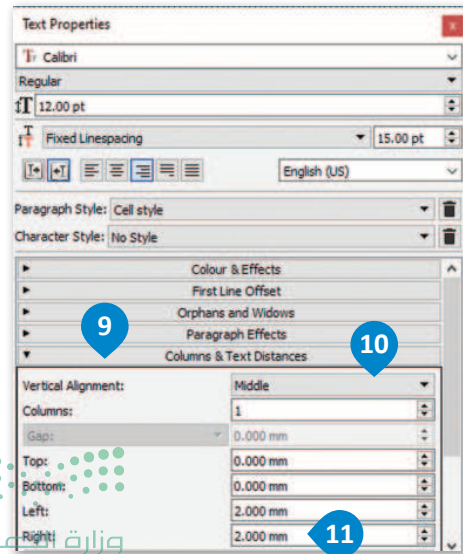 Text Properties x
Calibri
Regular
12.00 pt
Fixed Linespacing 15.00 pt
English (US)
Paragraph Style: Cell style
Character Style: No Style
Colour & Effects
First Line Offset
Orphans and Widows
Paragraph Effects
9
Columns & Text Distances
10
Vertical Alignment: Middle
Columns: 1
Gap: 0.000 mm
Top: 0.000 mm
Bottom: 0.000 mm
Left: 2.000 mm
Right: 2.000 mm 11
وزارة